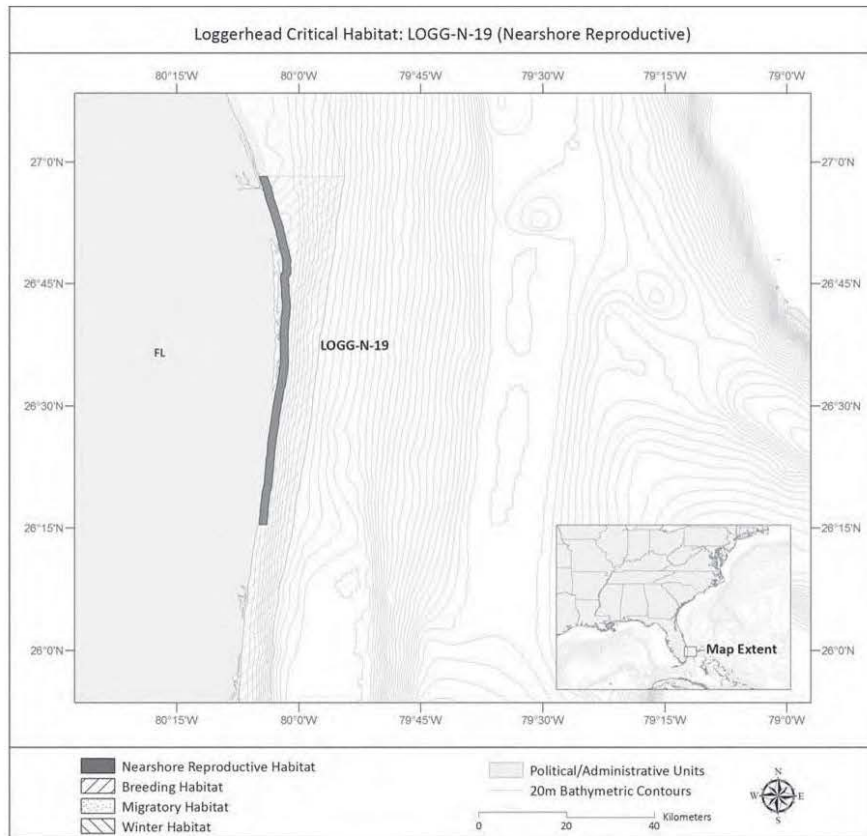 Loggerhead Critical Habitat: LOGG-N-19 (Nearshore Reproductive)
80°15'W 80°0'W 79°45'W 79°30'W 79°15'W 79°0'W
27°0'N 27°0'N
26°45'N 26°45'N
LOGG-N-19
FL
26°30'N 26°30'N
26°15'N 26°15'N
26°0'N Map Extent 26°0'N
80°15'W 80°0'W 79°45'W 79°30'W 79°15'W 79°0'W
Nearshore Reproductive Habitat
Breeding Habitat
Migratory Habitat
Winter Habitat
Political/Administrative Units
20m Bathymetric Contours
Kilometers
0 20 40
N
W E
S